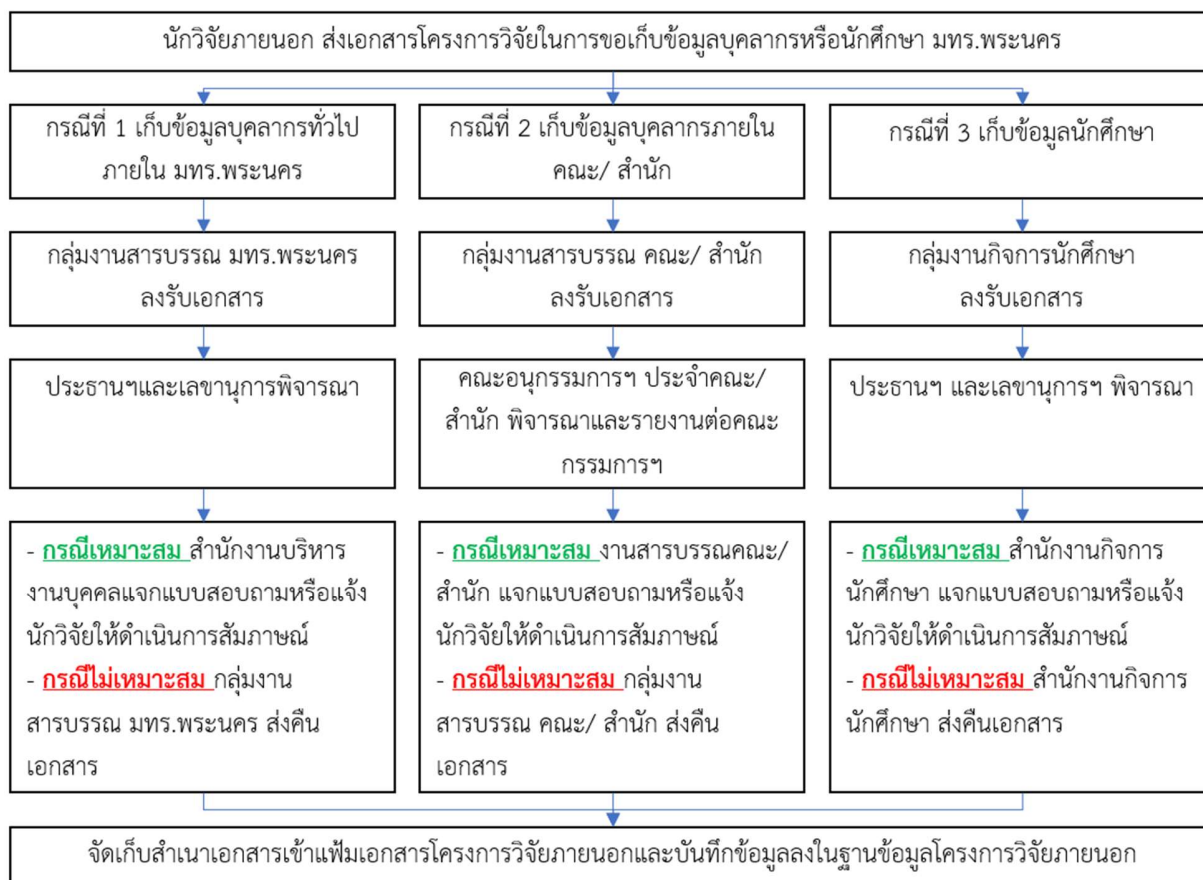 นักวิจัยภายนอก ส่งเอกสารโครงการวิจัยในการขอเก็บข้อมูลบุคลากรหรือนักศึกษา มทร.พระนคร
กรณีที่ 1 เก็บข้อมูลบุคลากรทั่วไป
ภายใน มทร.พระนคร
กรณีที่ 2 เก็บข้อมูลบุคลากรภายใน
คณะ/ สำนัก
กรณีที่ 3 เก็บข้อมูลนักศึกษา
กลุ่มงานสารบรรณ มทร.พระนคร
ลงรับเอกสาร
กลุ่มงานสารบรรณ คณะ/ สำนัก
ลงรับเอกสาร
กลุ่มงานกิจการนักศึกษา
ลงรับเอกสาร
ประธานฯและเลขานุการพิจารณา
คณะอนุกรรมการฯ ประจำคณะ/
สำนัก พิจารณาและรายงานต่อคณะ
กรรมการฯ
ประธานฯ และเลขานุการฯ พิจารณา
- กรณีเหมาะสม สำนักงานบริหาร
งานบุคคลแจกแบบสอบถามหรือแจ้ง
นักวิจัยให้ดำเนินการสัมภาษณ์
- กรณีไม่เหมาะสม กลุ่มงาน
สารบรรณ มทร.พระนคร ส่งคืน
เอกสาร
- กรณีเหมาะสม งานสารบรรณคณะ/
สำนัก แจกแบบสอบถามหรือแจ้ง
นักวิจัยให้ดำเนินการสัมภาษณ์
- กรณีไม่เหมาะสม กลุ่มงาน
สารบรรณ คณะ/ สำนัก ส่งคืน
เอกสาร
- กรณีเหมาะสม สำนักงานกิจการ
นักศึกษา แจกแบบสอบถามหรือแจ้ง
นักวิจัยให้ดำเนินการสัมภาษณ์
- กรณีไม่เหมาะสม สำนักงานกิจการ
นักศึกษา ส่งคืนเอกสาร
จัดเก็บสำเนาเอกสารเข้าแฟ้มเอกสารโครงการวิจัยภายนอกและบันทึกข้อมูลลงในฐานข้อมูลโครงการวิจัยภายนอก